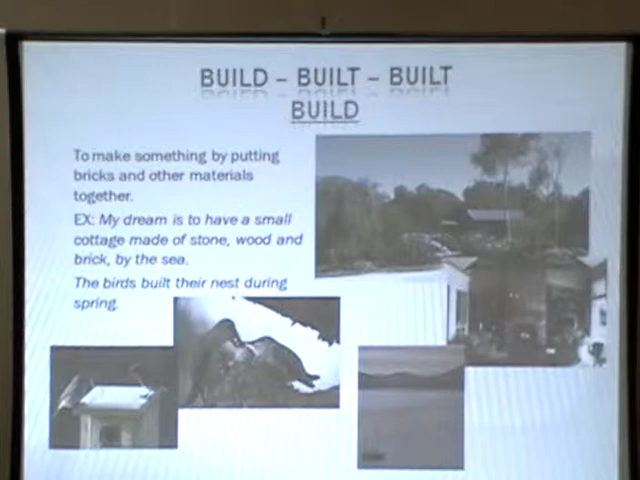 BUILD – BUILT – BUILT
BUILD
To make something by putting
bricks and other materials
together.
EX: My dream is to have a small
cottage made of stone, wood and
brick, by the sea.
The birds built their nest during
spring.